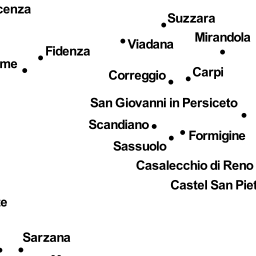 cenza
Suzzara
Mirandola
Viadana
Fidenza
me
Correggio
Carpi
San Giovanni in Persiceto
Scandiano
Formigine
Sassuolo
Casalecchio di Reno
Castel San Piet
te
Sarzana